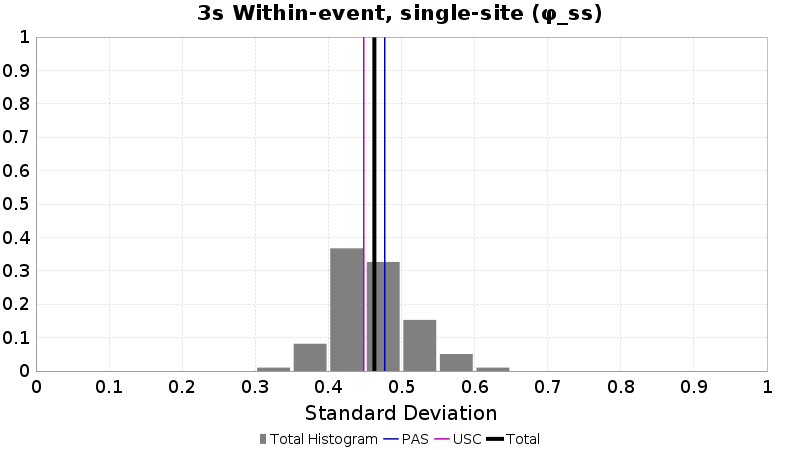 3s Within-event, single-site (φ_ss)
1
0.9
0.8
0.7
0.6
0.5
0.4
0.3
0.2
0.1
0
0 0.1 0.2 0.3 0.4 0.5 0.6 0.7 0.8 0.9 1
Standard Deviation
Total Histogram PAS USC Total